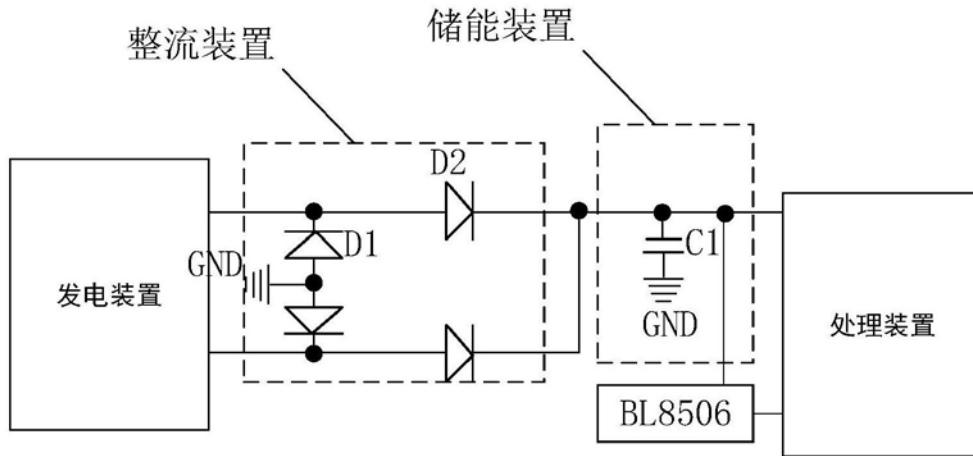 整流装置
储能装置
D2
D1
GND
C1
GND
发电装置
处理装置
BL8506